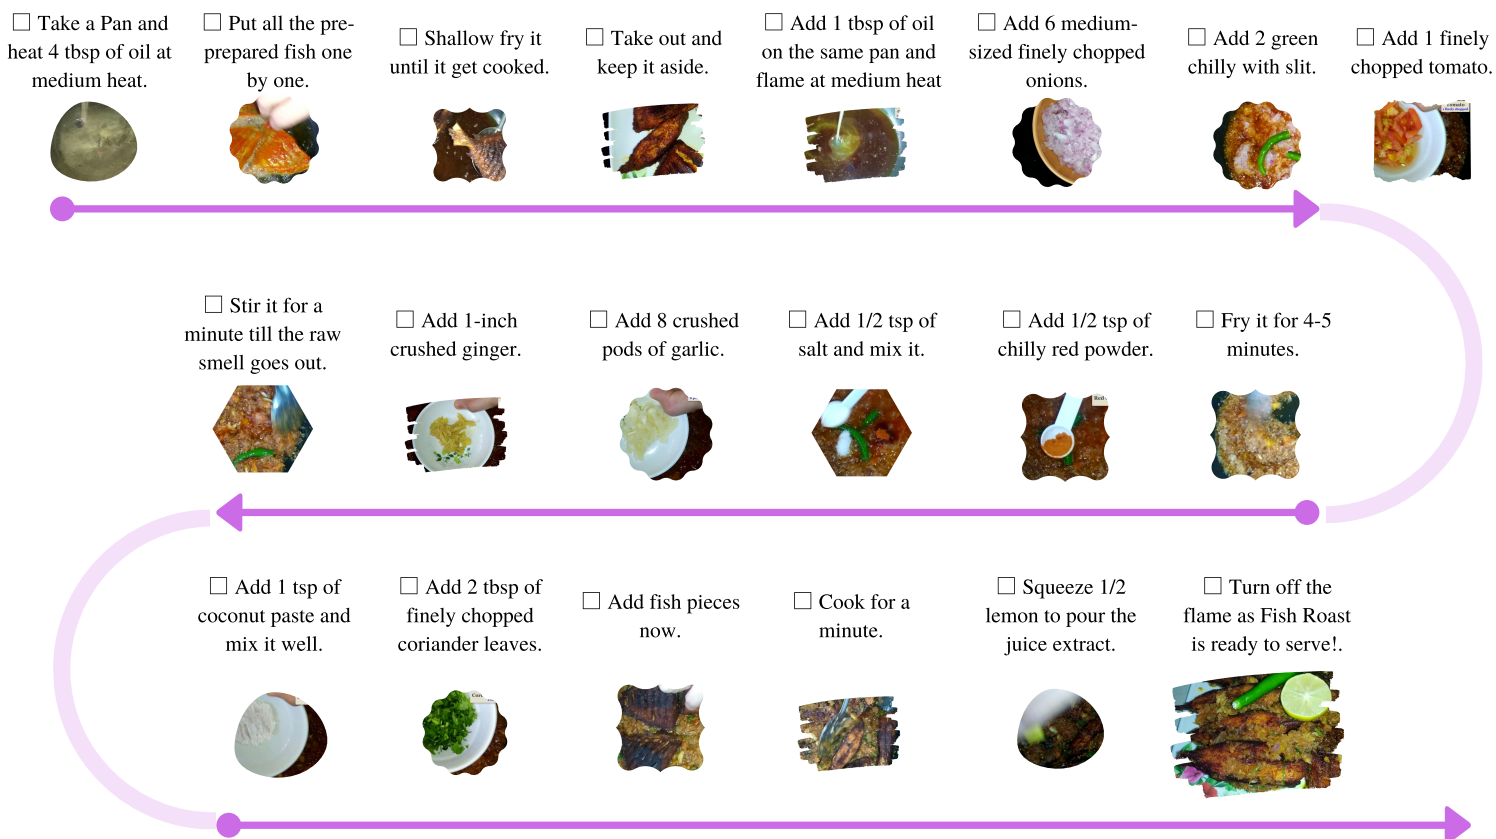 ☐ Take a Pan and
heat 4 tbsp of oil at
medium heat.
☐ Put all the pre-
prepared fish one
by one.
☐ Shallow fry it
until it get cooked.
☐ Take out and
keep it aside.
☐ Add 1 tbsp of oil
on the same pan and
flame at medium heat
☐ Add 6 medium-
sized finely chopped
onions.
☐ Add 2 green
chilly with slit.
☐ Add 1 finely
chopped tomato.
☐ Fry it for 4-5
minutes.
☐ Add 1/2 tsp of
chilly red powder.
Red
☐ Add 1/2 tsp of
salt and mix it.
☐ Add 8 crushed
pods of garlic.
☐ Add 1-inch
crushed ginger.
☐ Stir it for a
minute till the raw
smell goes out.
☐ Add 1 tsp of
coconut paste and
mix it well.
☐ Add 2 tbsp of
finely chopped
coriander leaves.
☐ Add fish pieces
now.
☐ Cook for a
minute.
☐ Squeeze 1/2
lemon to pour the
juice extract.
☐ Turn off the
flame as Fish Roast
is ready to serve!.